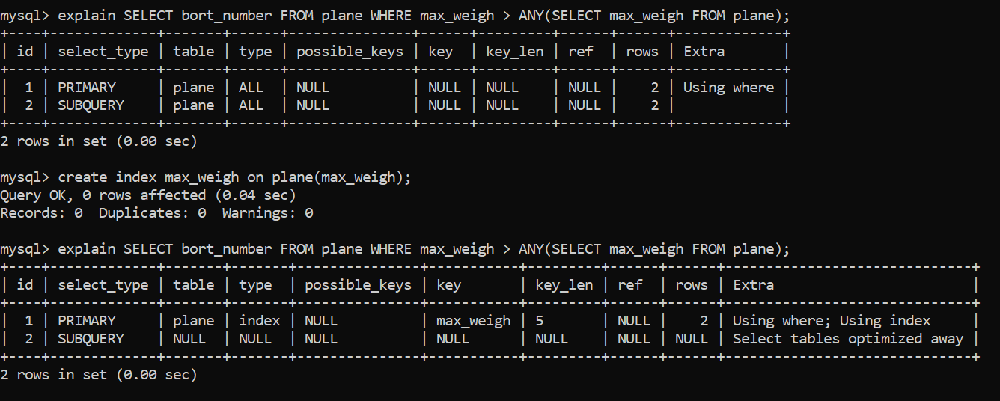 mysql> explain SELECT bort_number FROM plane WHERE max_weigh > ANY(SELECT max_weigh FROM plane);
+----+-------------+-------+------+---------------+------+---------+------+------+-------------+
| id | select_type | table | type | possible_keys | key  | key_len | ref  | rows | Extra       |
+----+-------------+-------+------+---------------+------+---------+------+------+-------------+
|  1 | PRIMARY     | plane | ALL  | NULL          | NULL | NULL    | NULL |    2 | Using where |
|  2 | SUBQUERY    | plane | ALL  | NULL          | NULL | NULL    | NULL |    2 |             |
+----+-------------+-------+------+---------------+------+---------+------+------+-------------+
2 rows in set (0.00 sec)

mysql> create index max_weigh on plane(max_weigh);
Query OK, 0 rows affected (0.04 sec)
Records: 0  Duplicates: 0  Warnings: 0

mysql> explain SELECT bort_number FROM plane WHERE max_weigh > ANY(SELECT max_weigh FROM plane);
+----+-------------+-------+-------+---------------+-----------+---------+------+------+------------------------------+
| id | select_type | table | type  | possible_keys | key       | key_len | ref  | rows | Extra                        |
+----+-------------+-------+-------+---------------+-----------+---------+------+------+------------------------------+
|  1 | PRIMARY     | plane | index | NULL          | max_weigh | 5       | NULL |    2 | Using where; Using index     |
|  2 | SUBQUERY    | NULL  | NULL  | NULL          | NULL      | NULL    | NULL | NULL | Select tables optimized away |
+----+-------------+-------+-------+---------------+-----------+---------+------+------+------------------------------+
2 rows in set (0.00 sec)